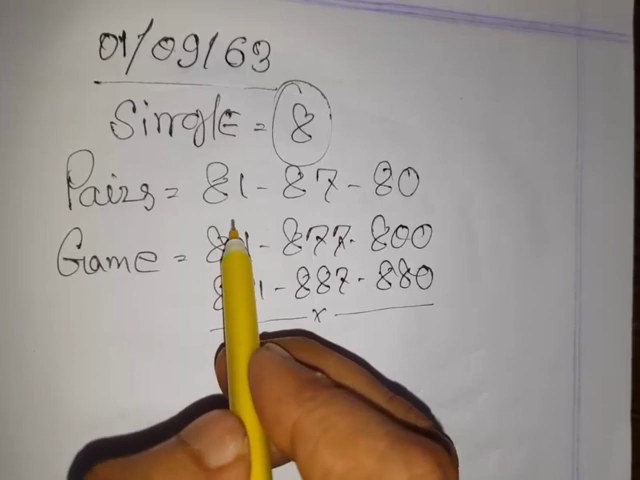 01/09/63
Single = 8
Pairs = 81 - 87 - 80
Game = - 877. 800
- 887 - 880
x